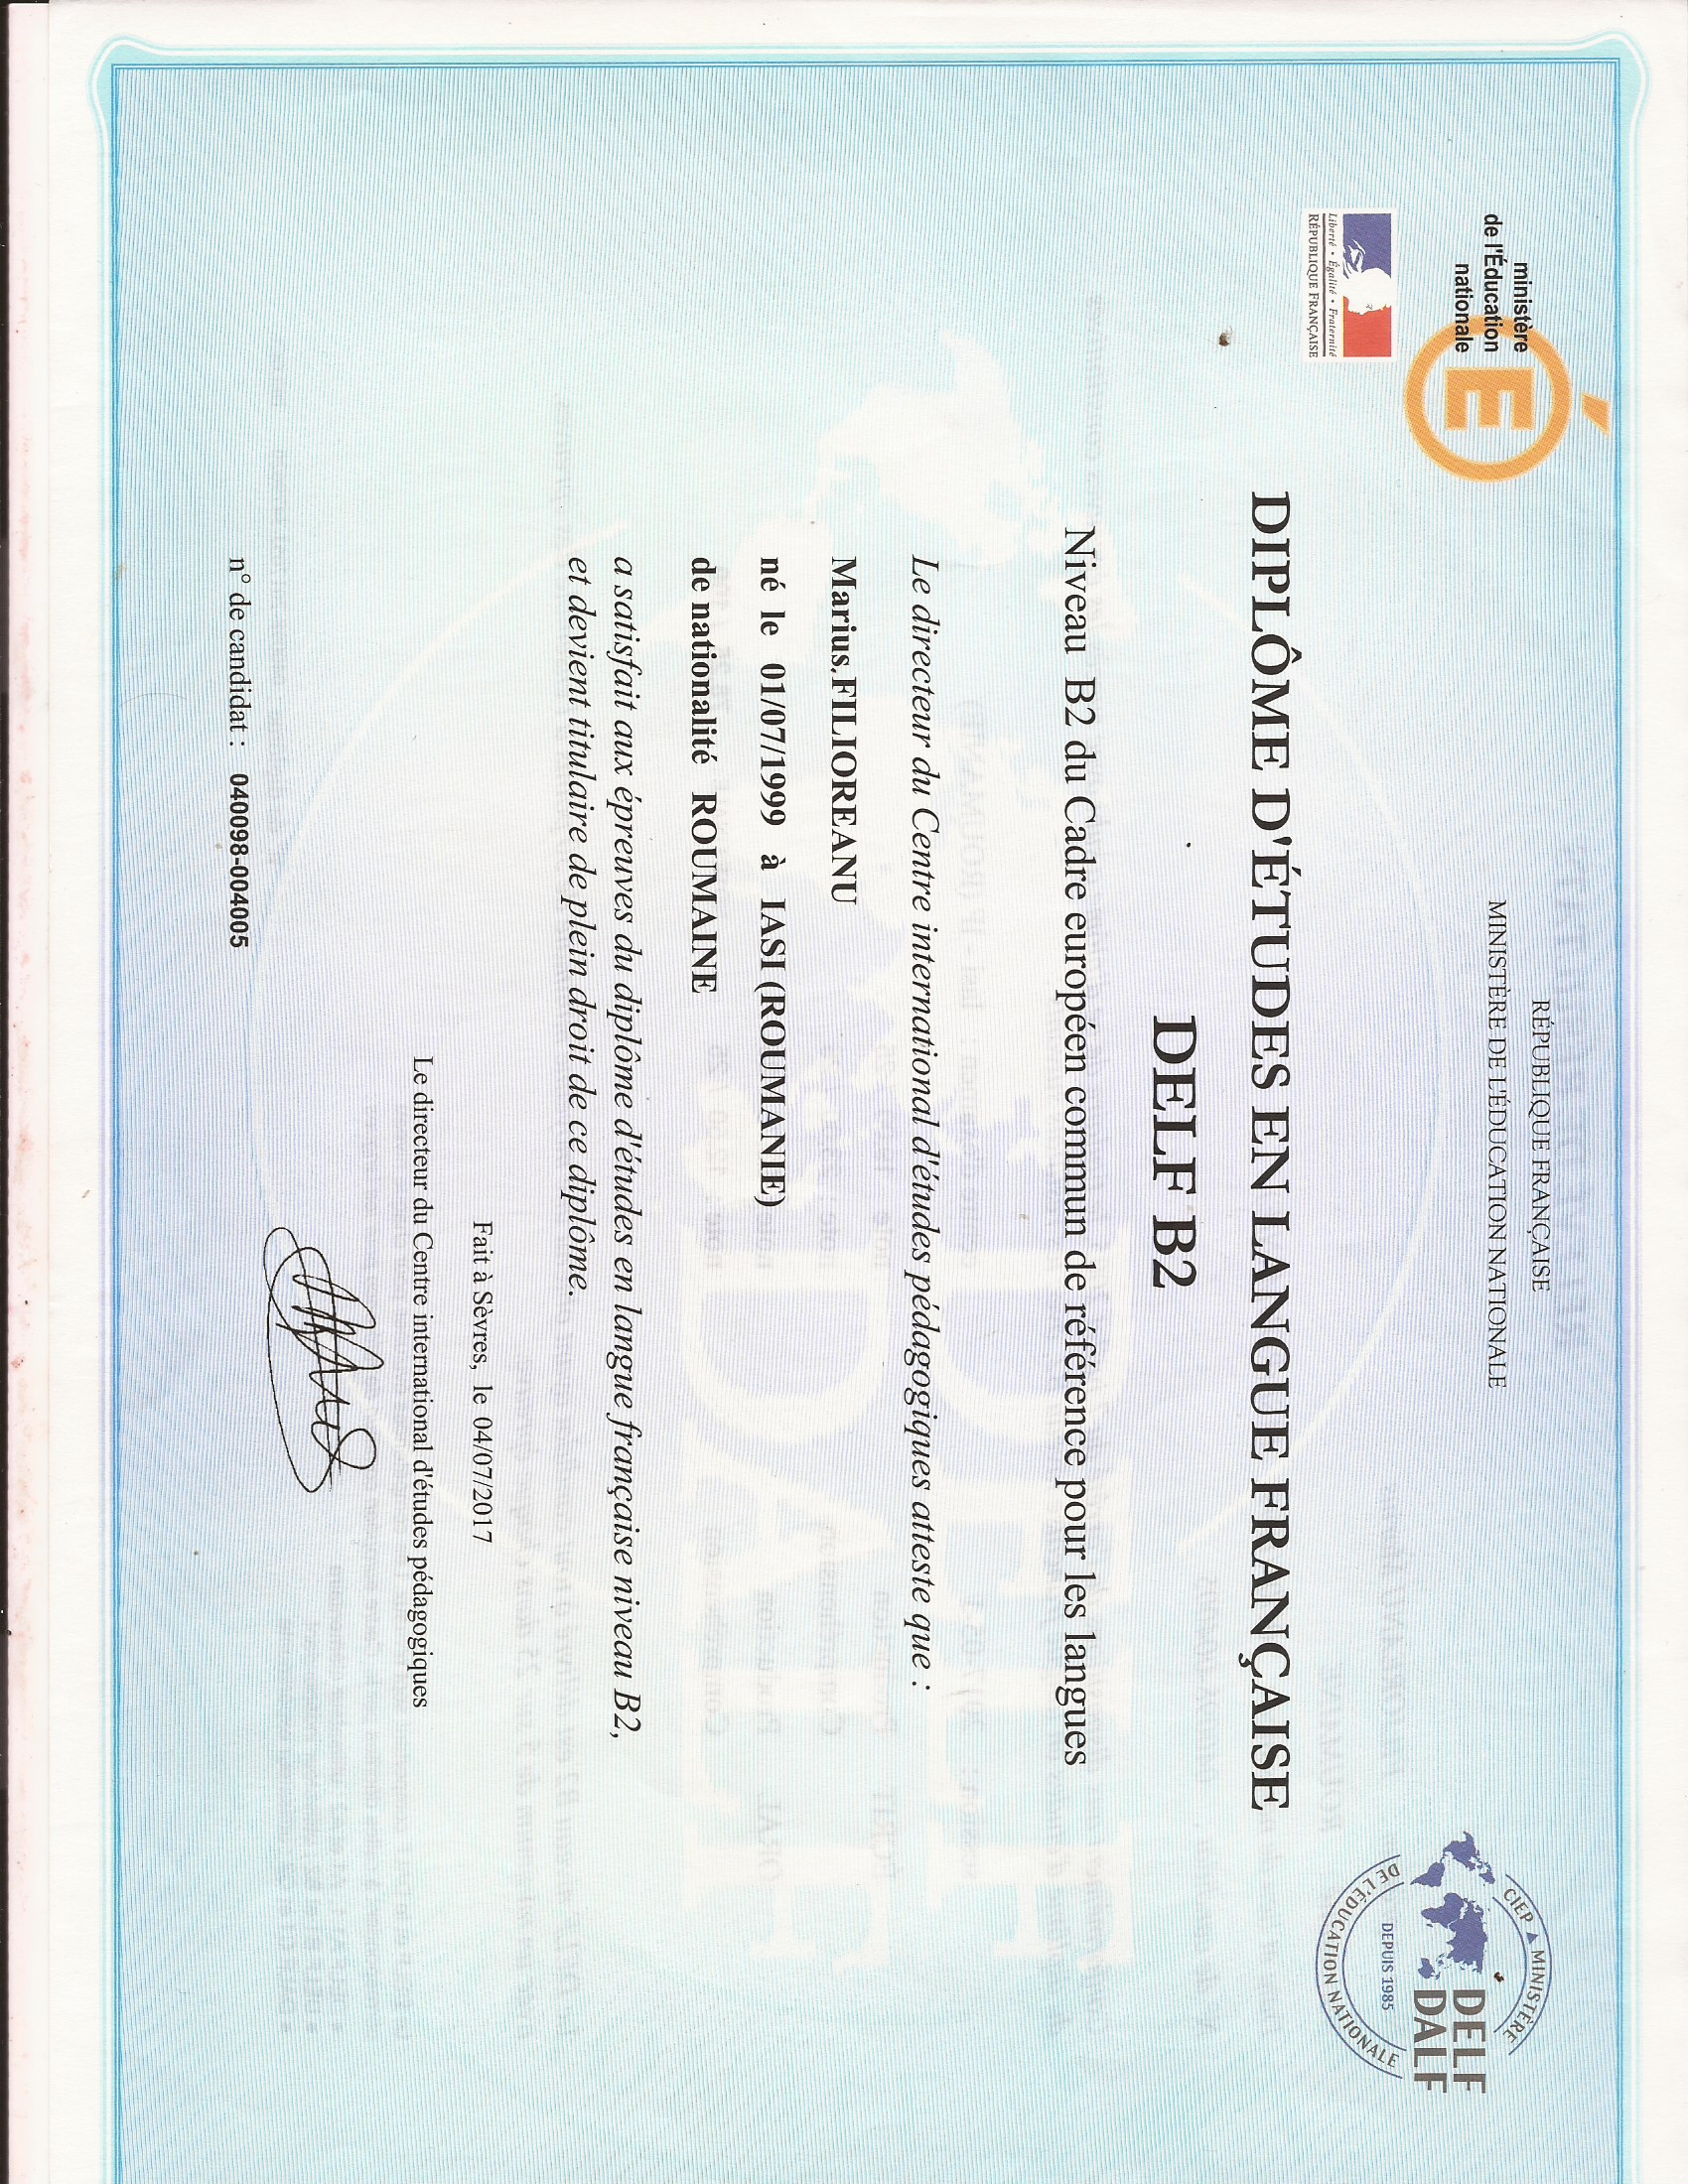 ministère
de l'Éducation
nationale
É
Liberté • Égalité • Fraternité
RÉPUBLIQUE FRANÇAISE
RÉPUBLIQUE FRANÇAISE
MINISTÈRE DE L'ÉDUCATION NATIONALE
CIEP ▲ MINISTÈRE
DELF
DALF
DEPUIS 1985
DE L'ÉDUCATION NATIONALE
DIPLÔME D'ÉTUDES EN LANGUE FRANÇAISE
DELF B2
Niveau B2 du Cadre européen commun de référence pour les langues
DELF
DALF
Le directeur du Centre international d'études pédagogiques atteste que :
Marius FILIOREANU
né le 01/07/1999 à IASI (ROUMANIE)
de nationalité ROUMAINE
a satisfait aux épreuves du diplôme d'études en langue française niveau B2,
et devient titulaire de plein droit de ce diplôme.
Fait à Sèvres, le 04/07/2017
Le directeur du Centre international d'études pédagogiques
n° de candidat : 040098-004005